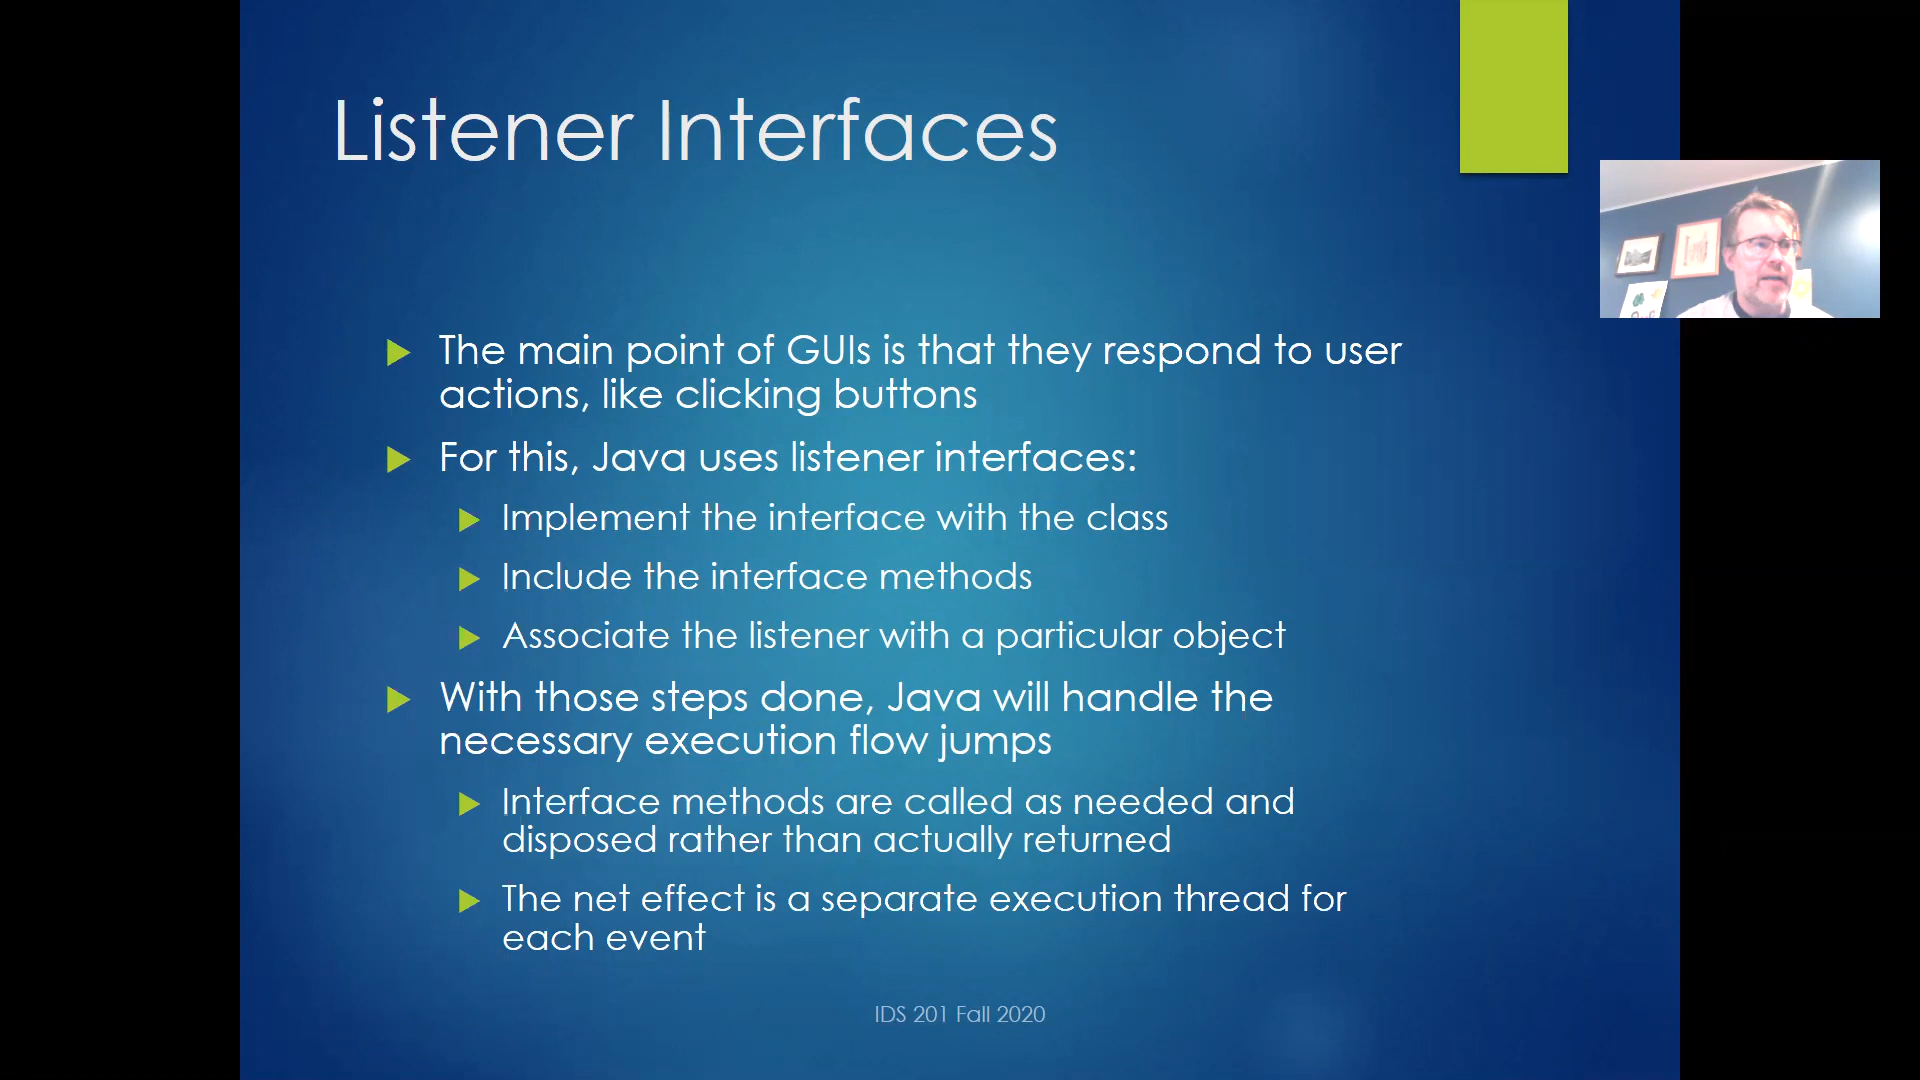 Listener Interfaces
The main point of GUIs is that they respond to user
actions, like clicking buttons
For this, Java uses listener interfaces:
Implement the interface with the class
Include the interface methods
Associate the listener with a particular object
With those steps done, Java will handle the
necessary execution flow jumps
Interface methods are called as needed and
disposed rather than actually returned
The net effect is a separate execution thread for
each event
IDS 201 Fall 2020